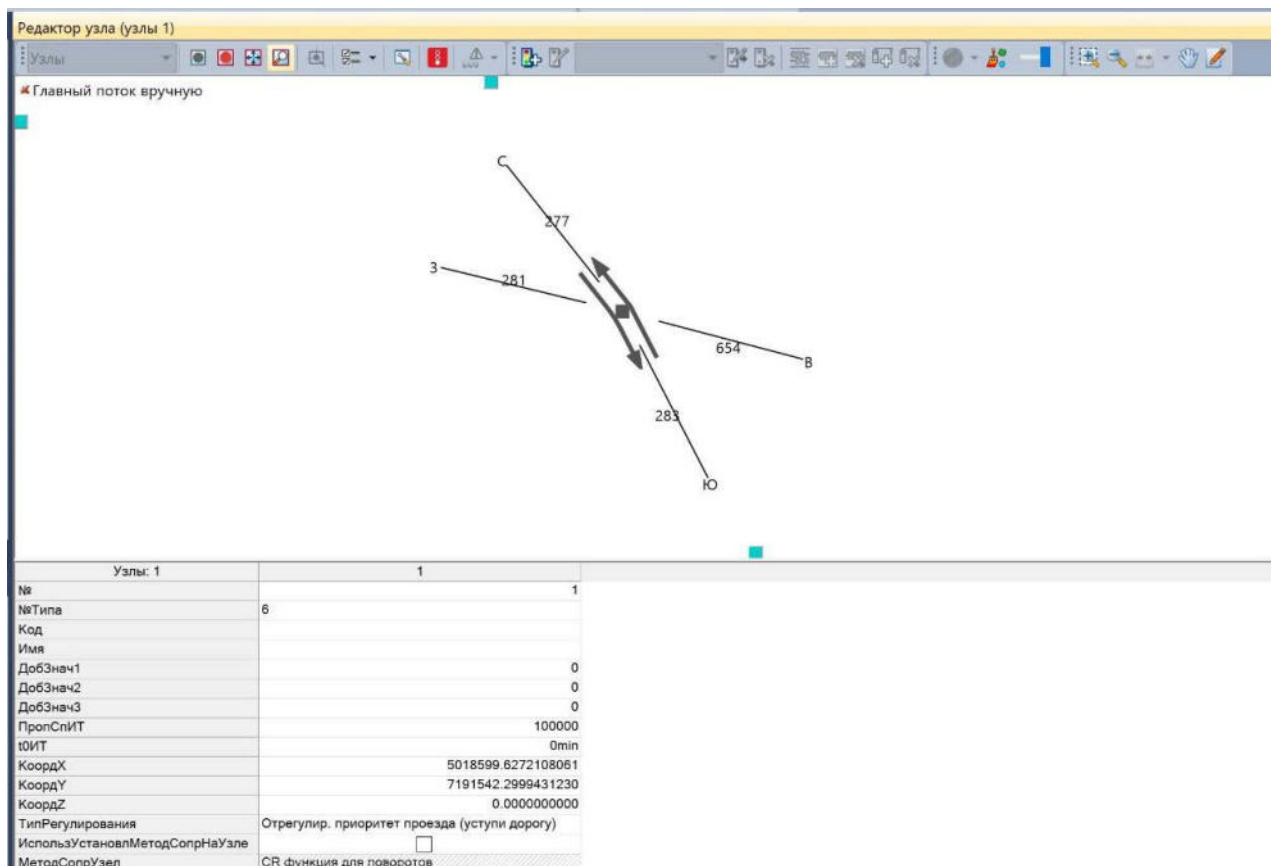 Редактор узла (узлы 1)
Узлы
Главный поток вручную
С
277
З
281
654
В
283
Ю
Узлы: 1 1
№ 1
№Типа 6
Код
Имя
ДобЗнач1 0
ДобЗнач2 0
ДобЗнач3 0
ПропСпИТ 100000
t0ИТ 0min
КоордX 5018599.6272108061
КоордY 7191542.2999431230
КоордZ 0.0000000000
ТипРегулирования Отрегулир. приоритет проезда (уступи дорогу)
ИспользУстановлМетодСопрНаУзле
МетодСопрУзел CR функция для поворотов